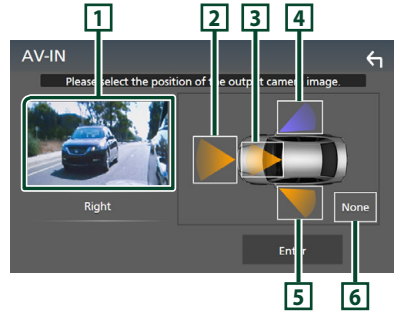 1 2 3 4
AV-IN
Please select the position of the output camera image.
Right
None
Enter
5 6